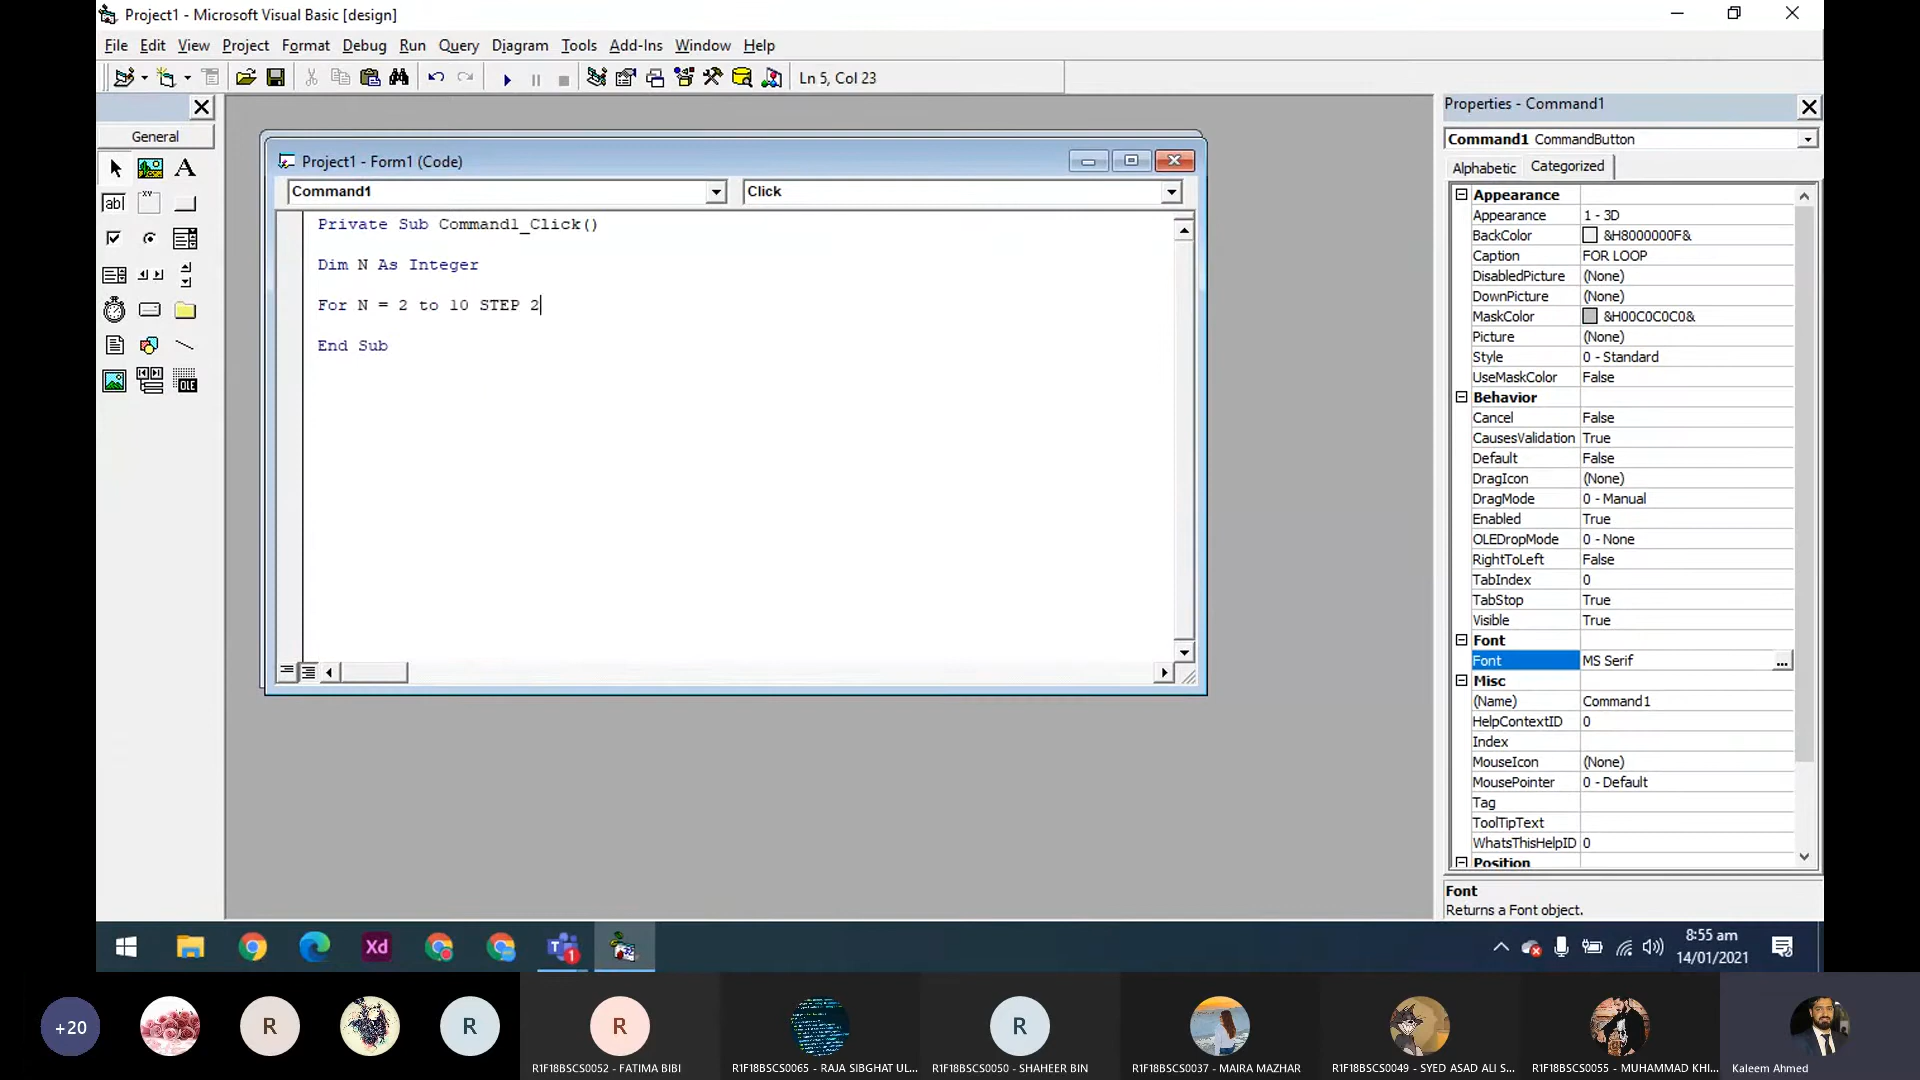 Project1 - Microsoft Visual Basic [design]
File Edit View Project Format Debug Run Query Diagram Tools Add-Ins Window Help
Ln 5, Col 23
General
A
ab
XY
OLE
Project1 - Form1 (Code)
Command1
Click
Private Sub Command1_Click()
Dim N As Integer
For N = 2 to 10 STEP 2
End Sub
Properties - Command1
Command1 CommandButton
Alphabetic Categorized
Appearance
Appearance 1 - 3D
BackColor &H8000000F&
Caption FOR LOOP
DisabledPicture (None)
DownPicture (None)
MaskColor &H00C0C0C0&
Picture (None)
Style 0 - Standard
UseMaskColor False
Behavior
Cancel False
CausesValidation True
Default False
DragIcon (None)
DragMode 0 - Manual
Enabled True
OLEDropMode 0 - None
RightToLeft False
TabIndex 0
TabStop True
Visible True
Font
Font MS Serif ...
Misc
(Name) Command1
HelpContextID 0
Index
MouseIcon (None)
MousePointer 0 - Default
Tag
ToolTipText
WhatsThisHelpID 0
Position
Font
Returns a Font object.
Xd
1
8:55 am
14/01/2021
+20
R
R
R
R
R1F18BSCS0052 - FATIMA BIBI
R1F18BSCS0065 - RAJA SIBGHAT UL...
R1F18BSCS0050 - SHAHEER BIN
R1F18BSCS0037 - MAIRA MAZHAR
R1F18BSCS0049 - SYED ASAD ALI S...
R1F18BSCS0055 - MUHAMMAD KHI...
Kaleem Ahmed